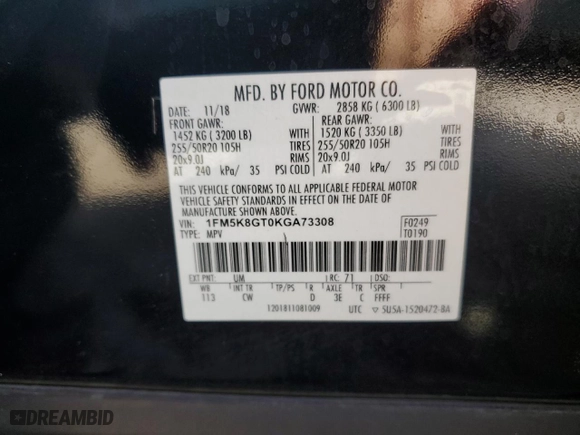 MFD. BY FORD MOTOR CO.
DATE: 11/18 GVWR: 2858 KG ( 6300 LB)
FRONT GAWR: REAR GAWR:
1452 KG ( 3200 LB) WITH 1520 KG ( 3350 LB) WITH
255/50R20 105H TIRES 255/50R20 105H TIRES
20x9.0J RIMS 20x9.0J RIMS
AT 240 kPa/ 35 PSI COLD AT 240 kPa/ 35 PSI COLD
THIS VEHICLE CONFORMS TO ALL APPLICABLE FEDERAL MOTOR
VEHICLE SAFETY STANDARDS IN EFFECT ON THE DATE OF
MANUFACTURE SHOWN ABOVE.
VIN: 1FM5K8GT0KGA73308 F0249
TYPE: MPV T0190
EXT PNT: UM RC: 71 DSO:
WB INT TR TP/PS R AXLE TR SPR
113 CW D 3E C FFFF
1201811081009 UTC ▽ 5U5A-1520472-BA
DREAMBID